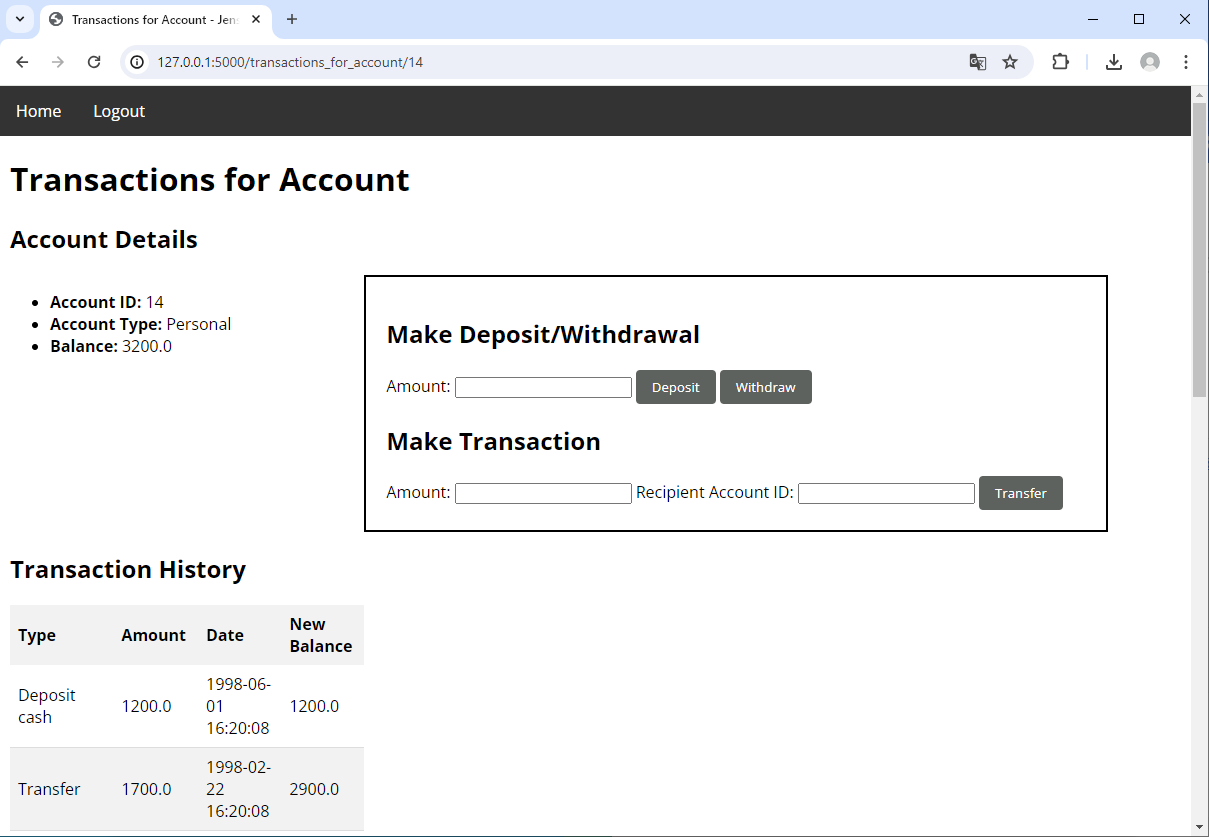 Transactions for Account - Jens
127.0.0.1:5000/transactions_for_account/14
Home Logout
Transactions for Account
Account Details
Account ID: 14
Account Type: Personal
Balance: 3200.0
Make Deposit/Withdrawal
Amount: Deposit Withdraw
Make Transaction
Amount: Recipient Account ID: Transfer
Transaction History
Type Amount Date New Balance
Deposit cash 1200.0 1998-06-01 16:20:08 1200.0
Transfer 1700.0 1998-02-22 16:20:08 2900.0